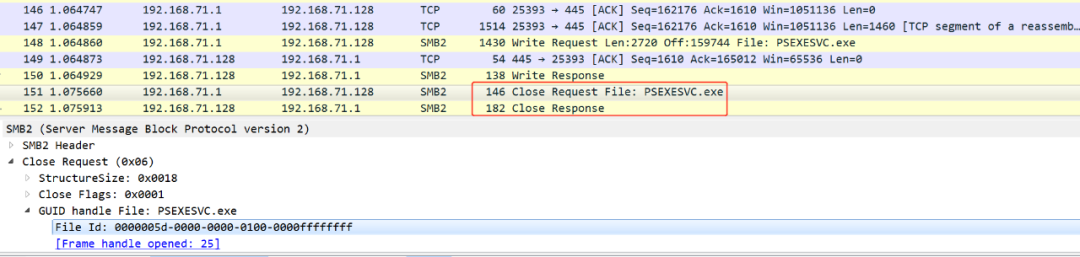 146 1.064747 192.168.71.1 192.168.71.128 TCP 60 25393 → 445 [ACK] Seq=162176 Ack=1610 Win=1051136 Len=0
147 1.064859 192.168.71.1 192.168.71.128 TCP 1514 25393 → 445 [ACK] Seq=162176 Ack=1610 Win=1051136 Len=1460 [TCP segment of a reassemb…
148 1.064860 192.168.71.1 192.168.71.128 SMB2 1430 Write Request Len:2720 Off:159744 File: PSEXESVC.exe
149 1.064873 192.168.71.128 192.168.71.1 TCP 54 445 → 25393 [ACK] Seq=1610 Ack=165012 Win=65536 Len=0
150 1.064929 192.168.71.128 192.168.71.1 SMB2 138 Write Response
151 1.075660 192.168.71.1 192.168.71.128 SMB2 146 Close Request File: PSEXESVC.exe
152 1.075913 192.168.71.128 192.168.71.1 SMB2 182 Close Response
SMB2 (Server Message Block Protocol version 2)
SMB2 Header
Close Request (0x06)
StructureSize: 0x0018
Close Flags: 0x0001
GUID handle File: PSEXESVC.exe
File Id: 0000005d-0000-0000-0100-0000ffffffff
[Frame handle opened: 25]